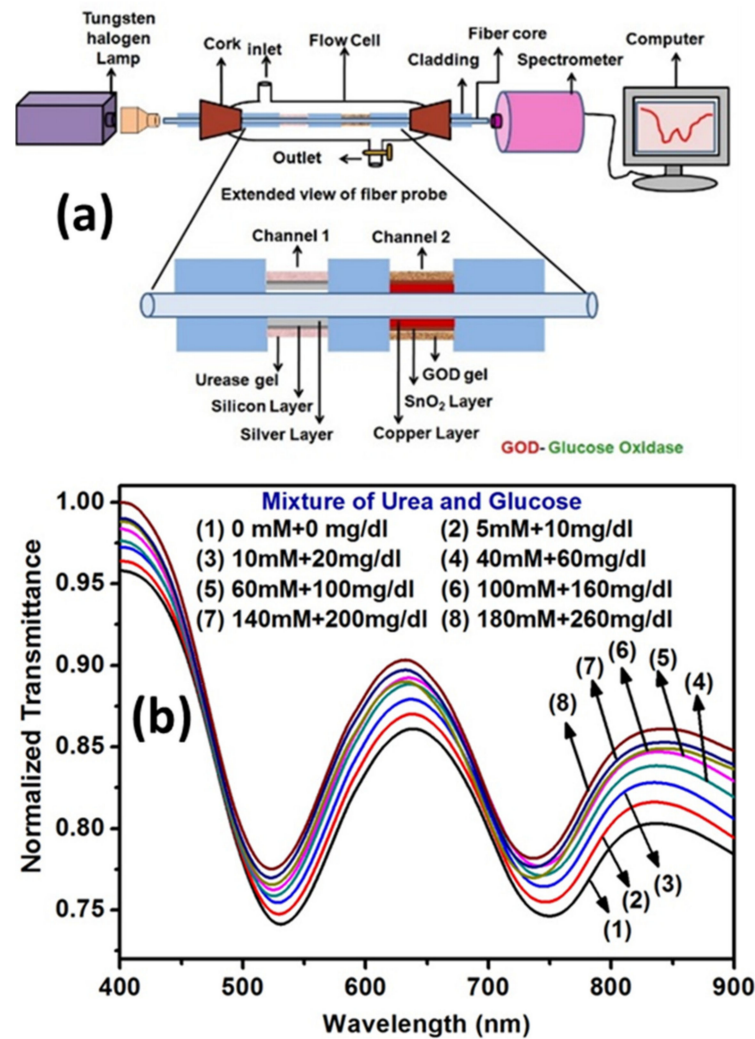 Tungsten
halogen
Lamp
Cork
inlet
Flow Cell
Cladding
Fiber core
Spectrometer
Computer
Outlet
Extended view of fiber probe
(a)
Channel 1
Channel 2
Urease gel
GOD gel
Silicon Layer
SnO₂ Layer
Silver Layer
Copper Layer
GOD- Glucose Oxidase
Mixture of Urea and Glucose
(1) 0 mM+0 mg/dl (2) 5mM+10mg/dl
(3) 10mM+20mg/dl (4) 40mM+60mg/dl
(5) 60mM+100mg/dl (6) 100mM+160mg/dl
(7) 140mM+200mg/dl (8) 180mM+260mg/dl
(b)
(8)
(7)
(6)
(5)
(4)
(3)
(2)
(1)
Normalized Transmittance
1.00
0.95
0.90
0.85
0.80
0.75
400 500 600 700 800 900
Wavelength (nm)